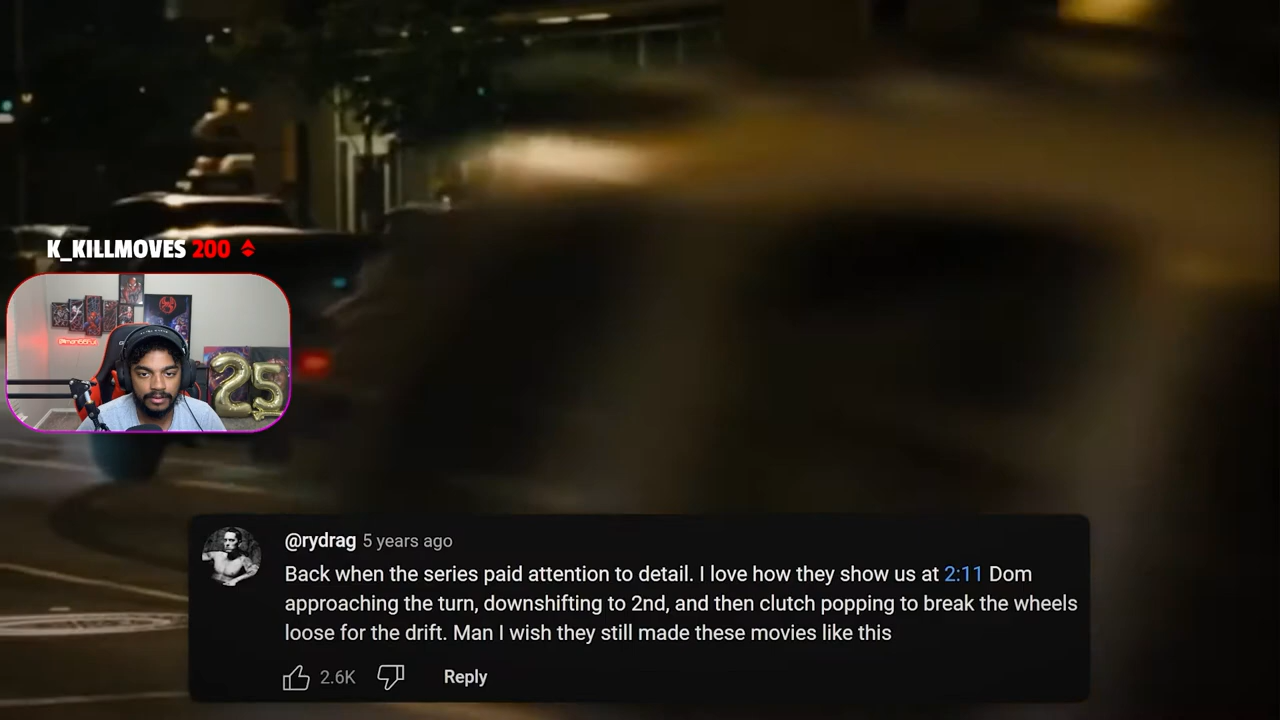 K_KILLMOVES 200
25
@rydrag 5 years ago
Back when the series paid attention to detail. I love how they show us at 2:11 Dom
approaching the turn, downshifting to 2nd, and then clutch popping to break the wheels
loose for the drift. Man I wish they still made these movies like this
2.6K Reply